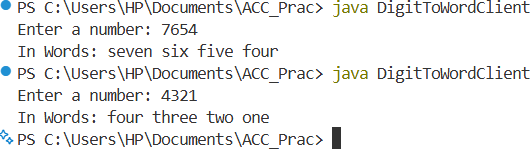 PS C:\Users\HP\Documents\ACC_Prac> java DigitToWordClient
Enter a number: 7654
In Words: seven six five four
PS C:\Users\HP\Documents\ACC_Prac> java DigitToWordClient
Enter a number: 4321
In Words: four three two one
PS C:\Users\HP\Documents\ACC_Prac>